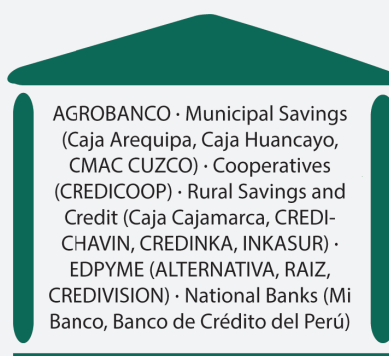 AGROBANCO · Municipal Savings
(Caja Arequipa, Caja Huancayo,
CMAC CUZCO) · Cooperatives
(CREDICOOP) · Rural Savings and
Credit (Caja Cajamarca, CREDI-
CHAVIN, CREDINKA, INKASUR) ·
EDPYME (ALTERNATIVA, RAIZ,
CREDIVISION) · National Banks (Mi
Banco, Banco de Crédito del Perú)